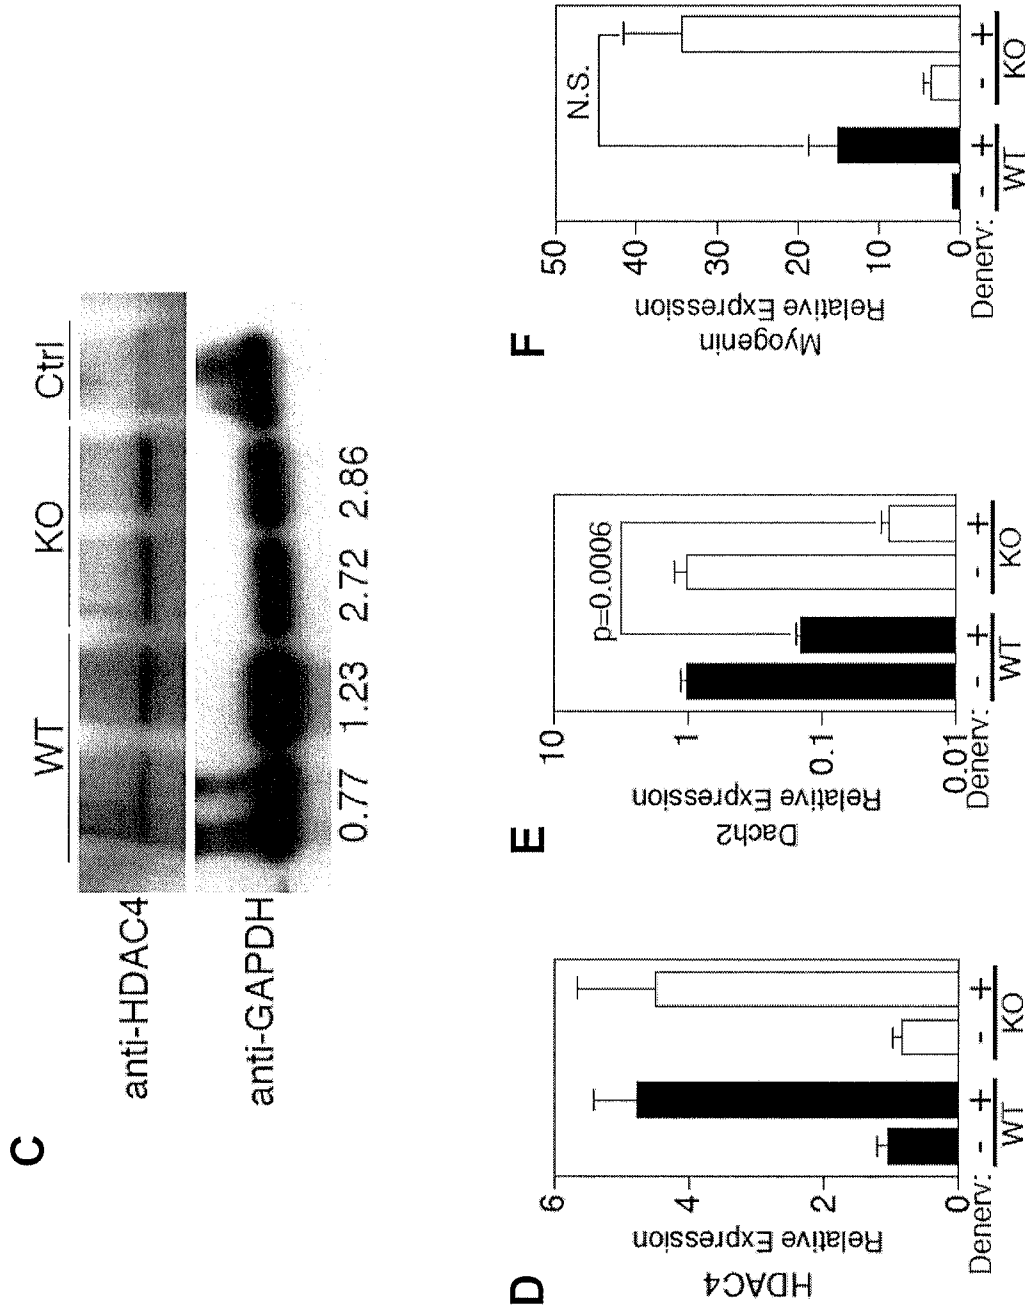 C
WT KO Ctrl
anti-HDAC4
anti-GAPDH
0.77 1.23 2.72 2.86
D
HDAC4
Relative Expression
6
4
2
0
Denerv: - + - +
WT KO
E
Dach2
Relative Expression
10
1
0.1
0.01
p=0.0006
Denerv: - + - +
WT KO
F
Myogenin
Relative Expression
50
40
30
20
10
0
N.S.
Denerv: - + - +
WT KO